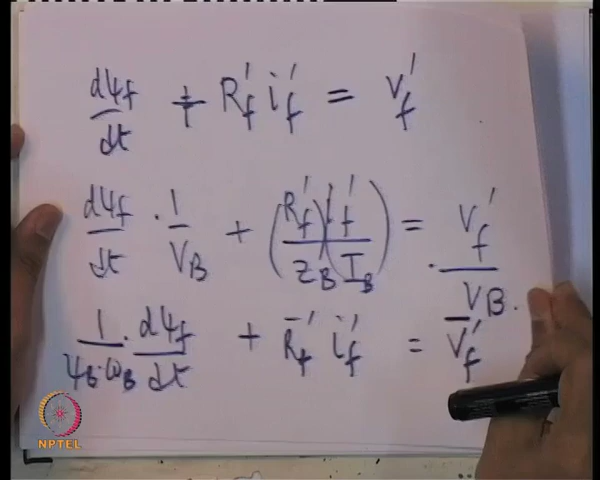 dψf/dt + R'f i'f = v'f
dψf/dt · 1/VB + (R'f/ZB)(i'f/IB) = v'f/VB.
1/ψB·ωB · dψf/dt + R̄'f ī'f = v̄'f
NPTEL